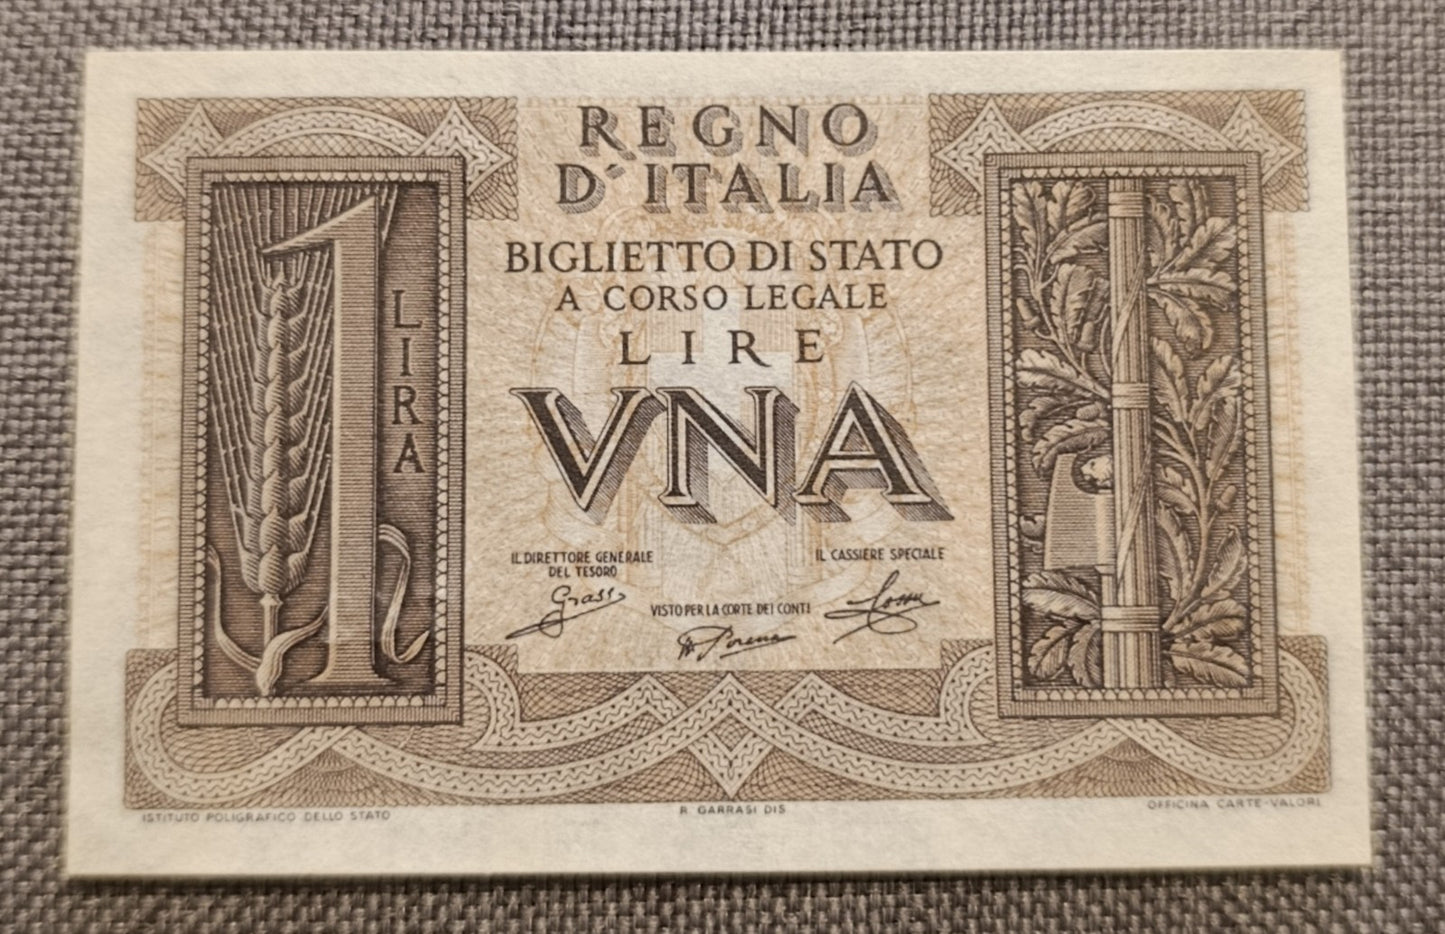 REGNO
D'ITALIA
BIGLIETTO DI STATO
A CORSO LEGALE
LIRE
VNA
1
LIRA
IL DIRETTORE GENERALE
DEL TESORO
IL CASSIERE SPECIALE
VISTO PER LA CORTE DEI CONTI
ISTITUTO POLIGRAFICO DELLO STATO
R. GARRASI DIS
OFFICINA CARTE-VALORI